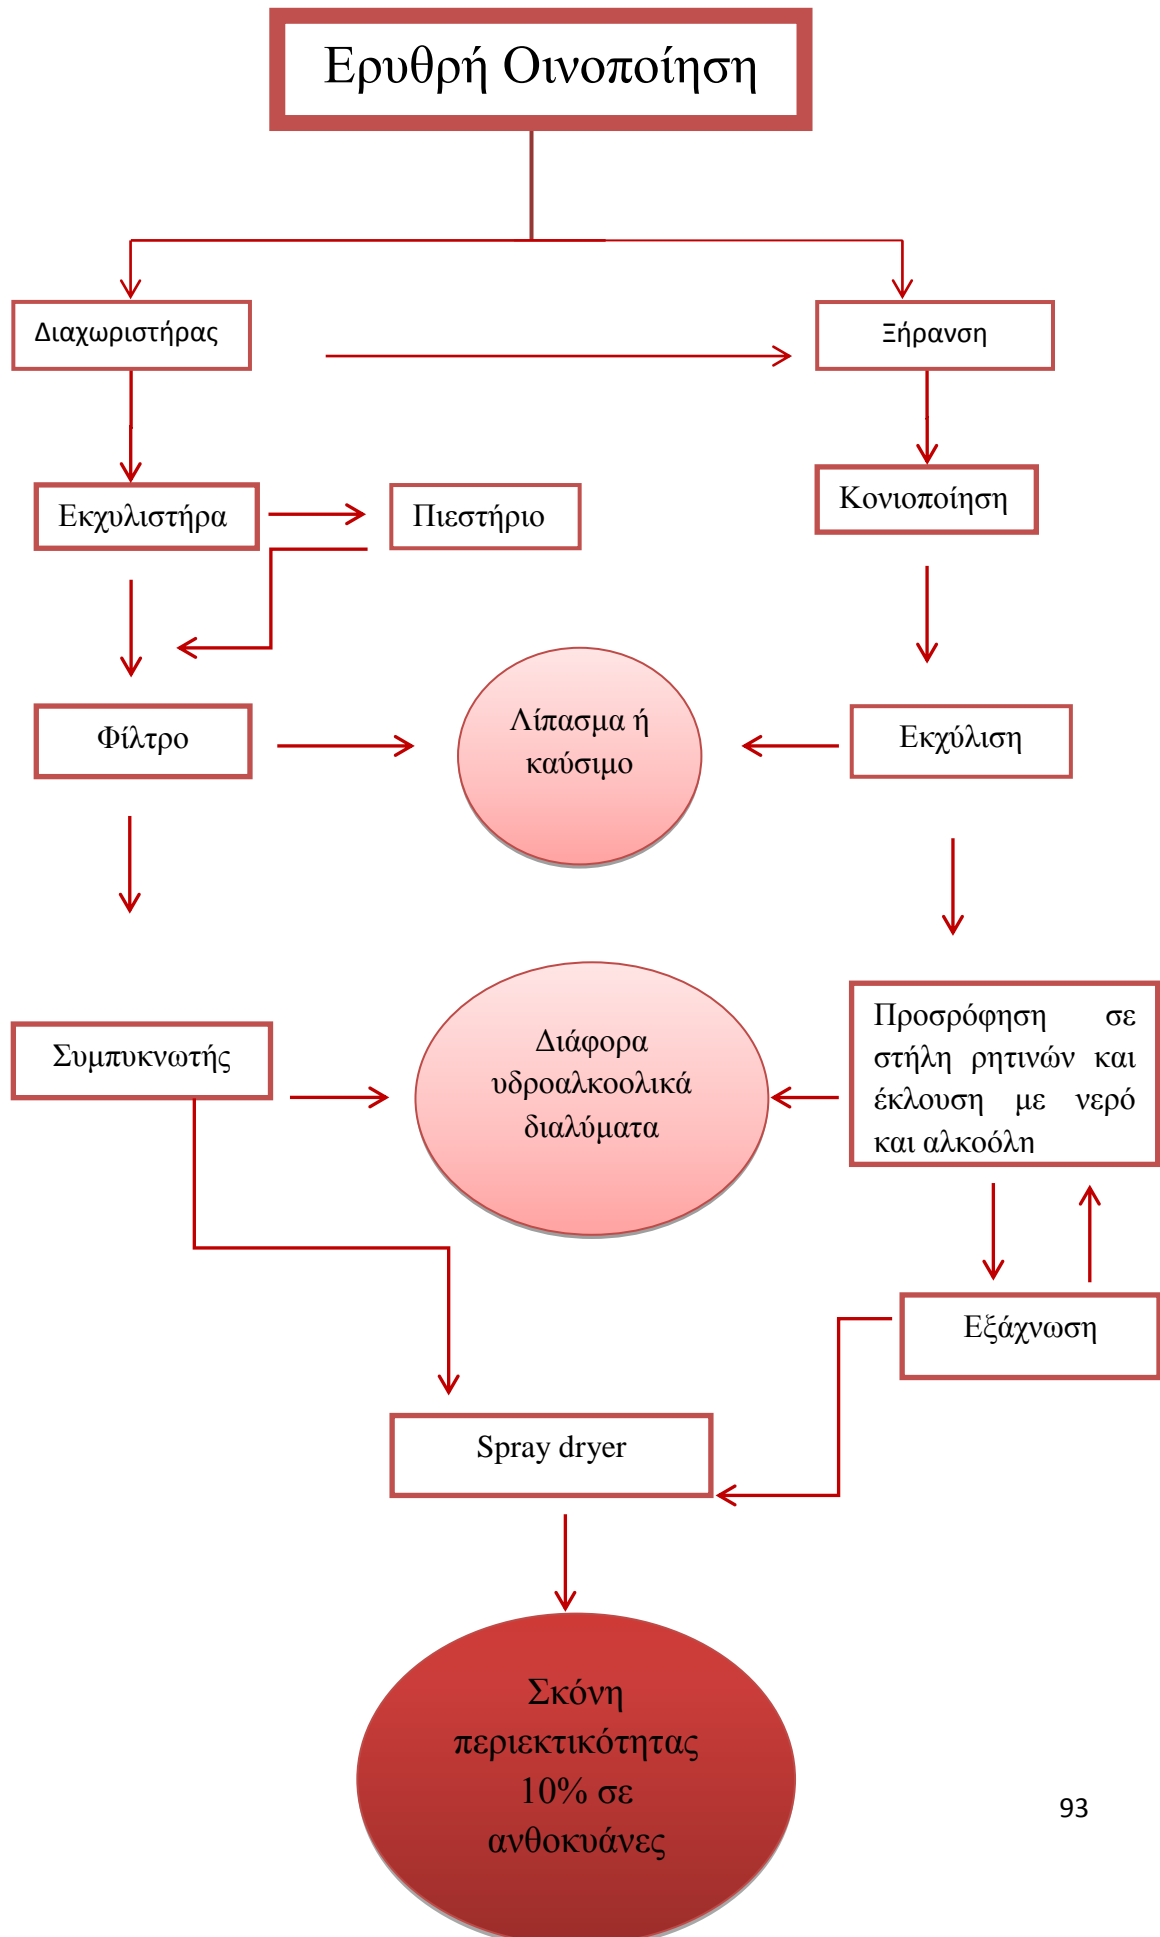 Ερυθρή Οινοποίηση
Διαχωριστήρας
Ξήρανση
Εκχυλιστήρα
Πιεστήριο
Κονιοποίηση
Φίλτρο
Λίπασμα ή
καύσιμο
Εκχύλιση
Συμπυκνωτής
Διάφορα
υδροαλκοολικά
διαλύματα
Προσρόφηση σε
στήλη ρητινών και
έκλουση με νερό
και αλκοόλη
Εξάχνωση
Spray dryer
Σκόνη
περιεκτικότητας
10% σε
ανθοκυάνες
93